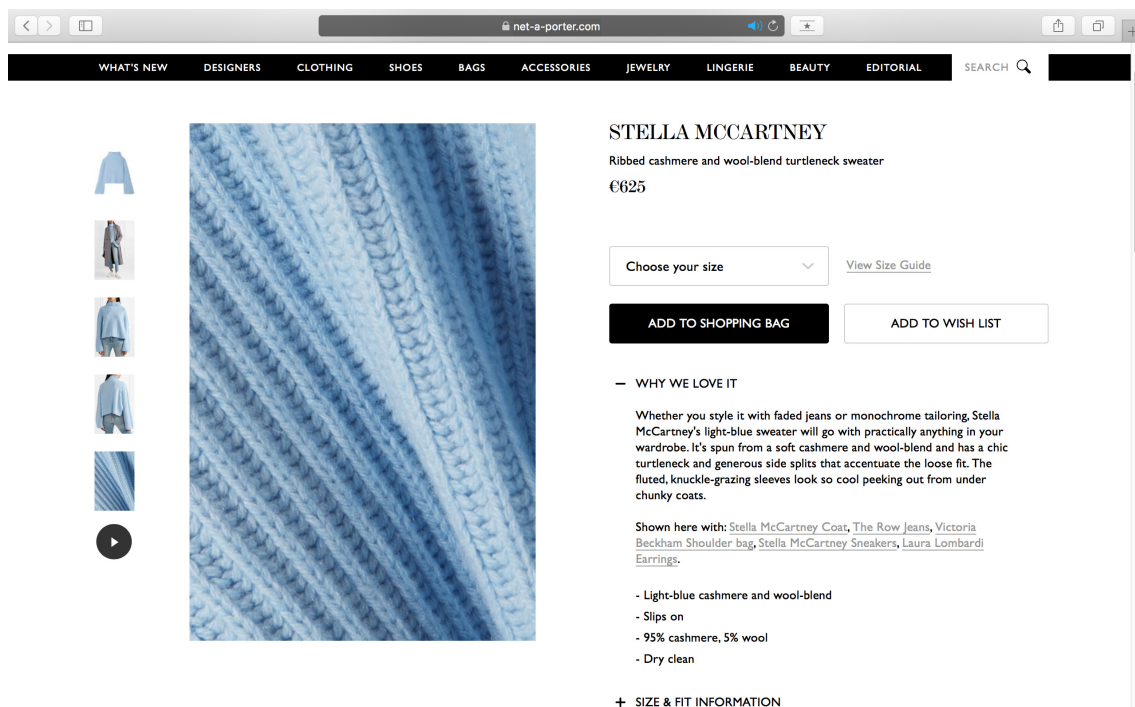 net-a-porter.com
WHAT'S NEW DESIGNERS CLOTHING SHOES BAGS ACCESSORIES JEWELRY LINGERIE BEAUTY EDITORIAL SEARCH
STELLA MCCARTNEY
Ribbed cashmere and wool-blend turtleneck sweater
€625
Choose your size
View Size Guide
ADD TO SHOPPING BAG
ADD TO WISH LIST
— WHY WE LOVE IT
Whether you style it with faded jeans or monochrome tailoring, Stella
McCartney's light-blue sweater will go with practically anything in your
wardrobe. It's spun from a soft cashmere and wool-blend and has a chic
turtleneck and generous side splits that accentuate the loose fit. The
fluted, knuckle-grazing sleeves look so cool peeking out from under
chunky coats.
Shown here with: Stella McCartney Coat, The Row Jeans, Victoria
Beckham Shoulder bag, Stella McCartney Sneakers, Laura Lombardi
Earrings.
- Light-blue cashmere and wool-blend
- Slips on
- 95% cashmere, 5% wool
- Dry clean
+ SIZE & FIT INFORMATION